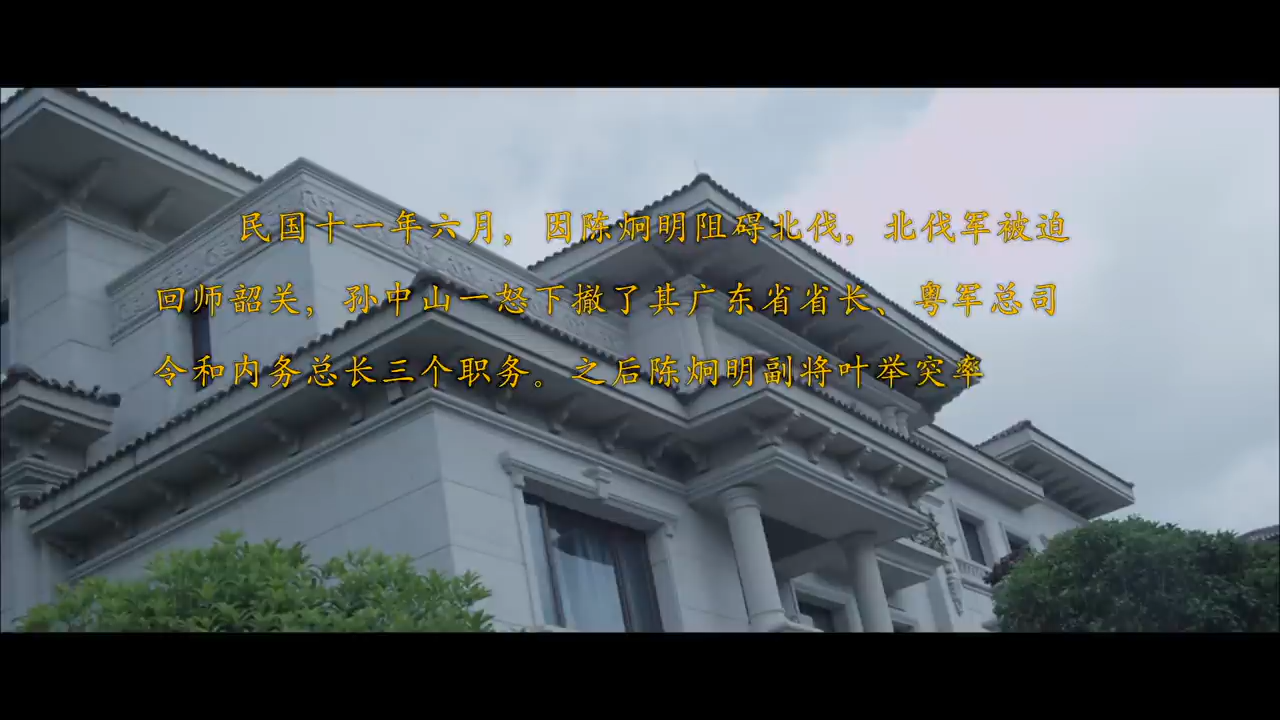 民国十一年六月，因陈炯明阻碍北伐，北伐军被迫
回师韶关，孙中山一怒下撤了其广东省省长、粤军总司
令和内务总长三个职务。之后陈炯明副将叶举突率